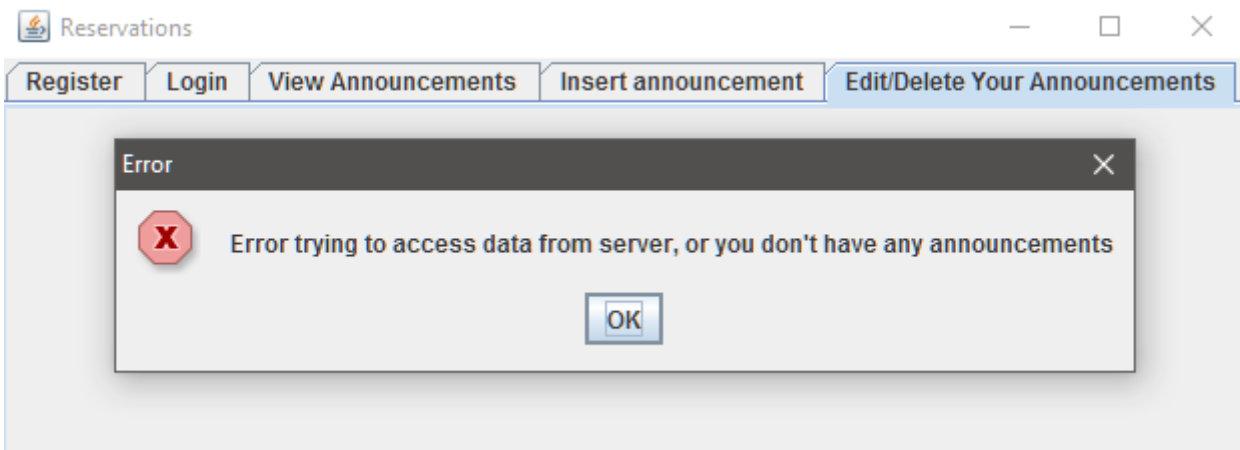 Reservations
Register Login View Announcements Insert announcement Edit/Delete Your Announcements
Error
X
Error trying to access data from server, or you don't have any announcements
OK